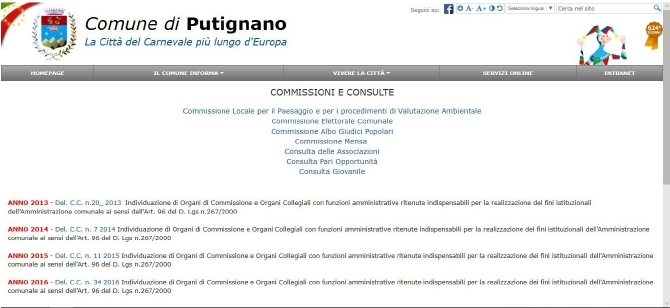 Seguici su: A- A+ Seleziona lingua ▼ Cerca nel sito
Comune di Putignano
La Città del Carnevale più lungo d'Europa
624ª
HOMEPAGE IL COMUNE INFORMA VIVERE LA CITTÀ SERVIZI ONLINE INTRANET
COMMISSIONI E CONSULTE
Commissione Locale per il Paesaggio e per i procedimenti di Valutazione Ambientale
Commissione Elettorale Comunale
Commissione Albo Giudici Popolari
Commissione Mensa
Consulta delle Associazioni
Consulta Pari Opportunità
Consulta Giovanile
ANNO 2013 - Del. C.C. n.20_ 2013 Individuazione di Organi di Commissione e Organi Collegiali con funzioni amministrative ritenute indispensabili per la realizzazione dei fini istituzionali
dell'Amministrazione comunale ai sensi dell'Art. 96 del D. Lgs n.267/2000
ANNO 2014 - Del. C.C. n. 7 2014 Individuazione di Organi di Commissione e Organi Collegiali con funzioni amministrative ritenute indispensabili per la realizzazione dei fini istituzionali dell'Amministrazione
comunale ai sensi dell'Art. 96 del D. Lgs n.267/2000
ANNO 2015 - Del. C.C. n. 11 2015 Individuazione di Organi di Commissione e Organi Collegiali con funzioni amministrative ritenute indispensabili per la realizzazione dei fini istituzionali dell'Amministrazione
comunale ai sensi dell'Art. 96 del D. Lgs n.267/2000
ANNO 2016 - Del. C.C. n. 34 2016 Individuazione di Organi di Commissione e Organi Collegiali con funzioni amministrative ritenute indispensabili per la realizzazione dei fini istituzionali dell'Amministrazione
comunale ai sensi dell'Art. 96 del D. Lgs n.267/2000